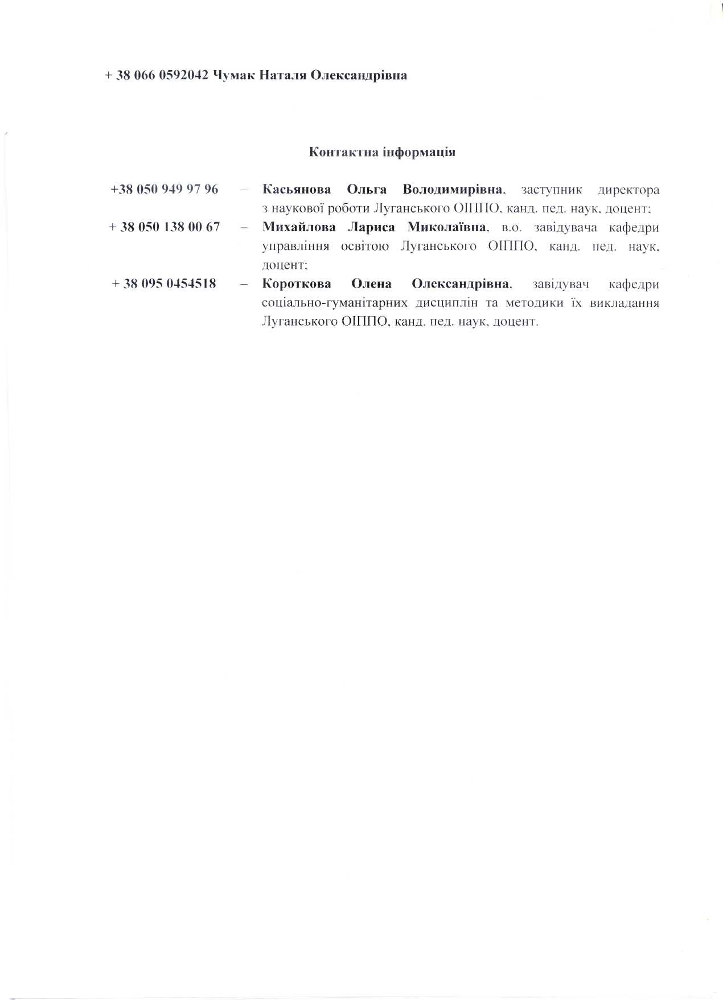 + 38 066 0592042 Чумак Наталя Олександрівна
Контактна інформація
+38 050 949 97 96 – Касьянова Ольга Володимирівна, заступник директора
з наукової роботи Луганського ОІППО, канд. пед. наук, доцент;
+ 38 050 138 00 67 – Михайлова Лариса Миколаївна, в.о. завідувача кафедри
управління освітою Луганського ОІППО, канд. пед. наук,
доцент;
+ 38 095 0454518 – Короткова Олена Олександрівна, завідувач кафедри
соціально-гуманітарних дисциплін та методики їх викладання
Луганського ОІППО, канд. пед. наук, доцент.